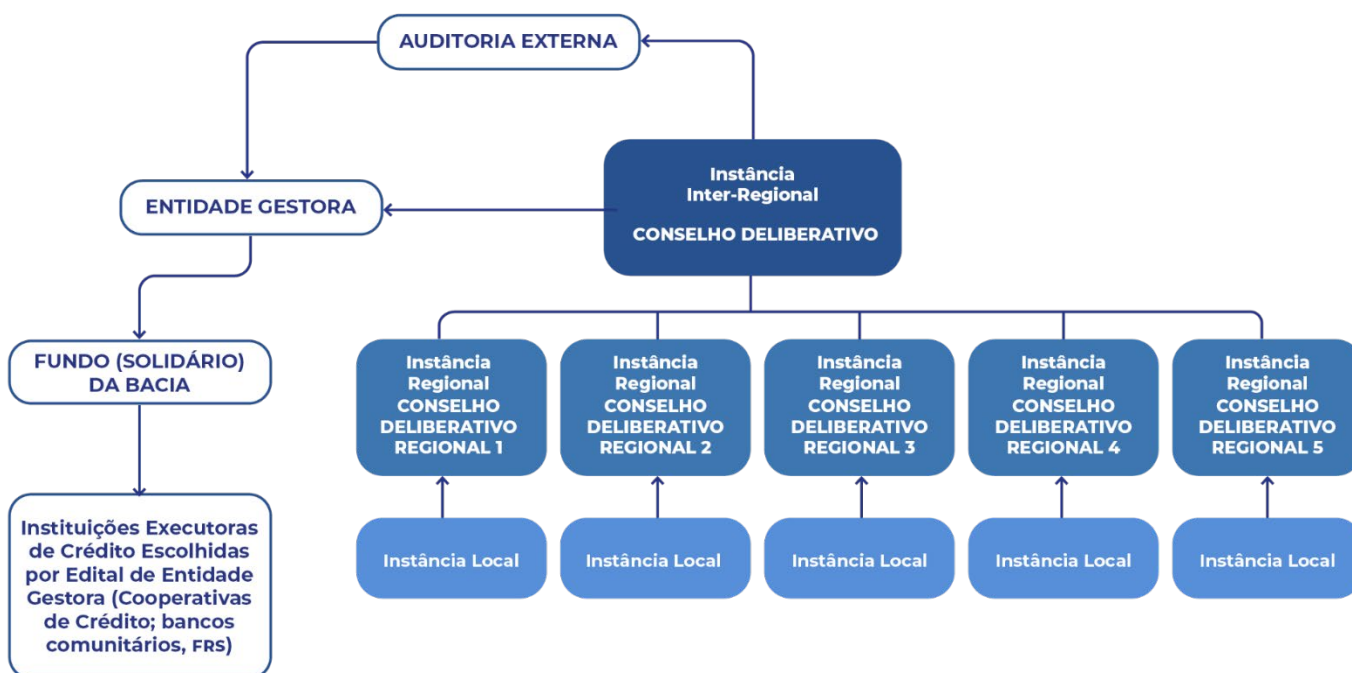 AUDITORIA EXTERNA
Instância
Inter-Regional
CONSELHO DELIBERATIVO
ENTIDADE GESTORA
FUNDO (SOLIDÁRIO)
DA BACIA
Instituições Executoras
de Crédito Escolhidas
por Edital de Entidade
Gestora (Cooperativas
de Crédito; bancos
comunitários, FRS)
Instância
Regional
CONSELHO
DELIBERATIVO
REGIONAL 1
Instância
Regional
CONSELHO
DELIBERATIVO
REGIONAL 2
Instância
Regional
CONSELHO
DELIBERATIVO
REGIONAL 3
Instância
Regional
CONSELHO
DELIBERATIVO
REGIONAL 4
Instância
Regional
CONSELHO
DELIBERATIVO
REGIONAL 5
Instância Local
Instância Local
Instância Local
Instância Local
Instância Local